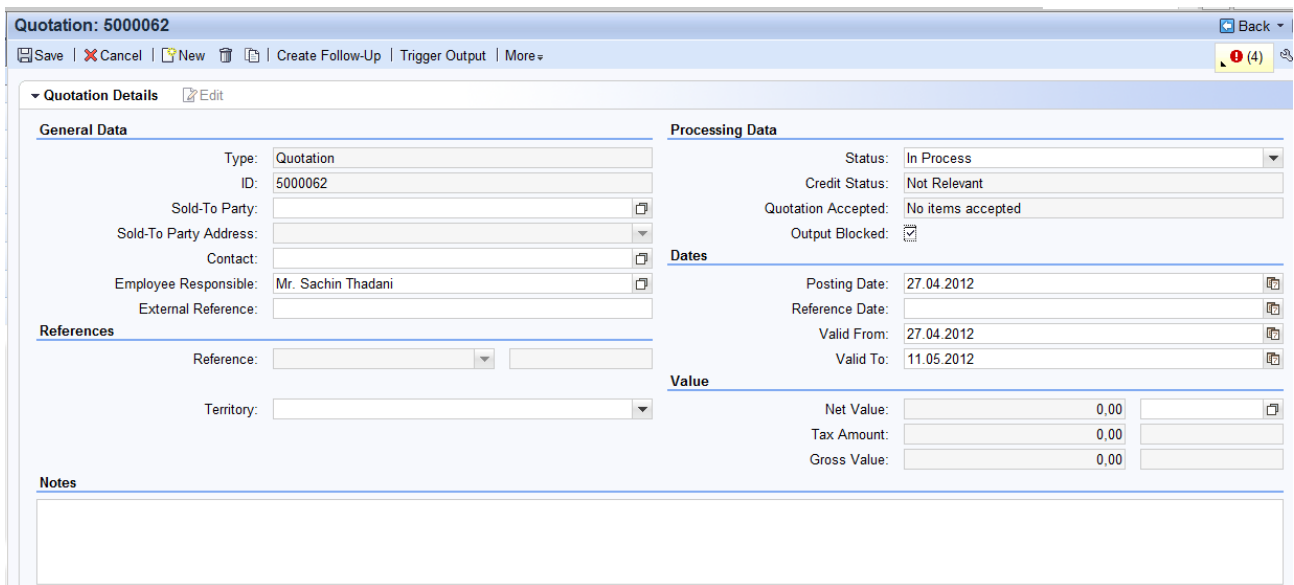 Quotation: 5000062 Back
Save | Cancel | New | Create Follow-Up | Trigger Output | More (4)
Quotation Details Edit
General Data
Type: Quotation
ID: 5000062
Sold-To Party:
Sold-To Party Address:
Contact:
Employee Responsible: Mr. Sachin Thadani
External Reference:
References
Reference:
Territory:
Processing Data
Status: In Process
Credit Status: Not Relevant
Quotation Accepted: No items accepted
Output Blocked:
Dates
Posting Date: 27.04.2012
Reference Date:
Valid From: 27.04.2012
Valid To: 11.05.2012
Value
Net Value: 0,00
Tax Amount: 0,00
Gross Value: 0,00
Notes